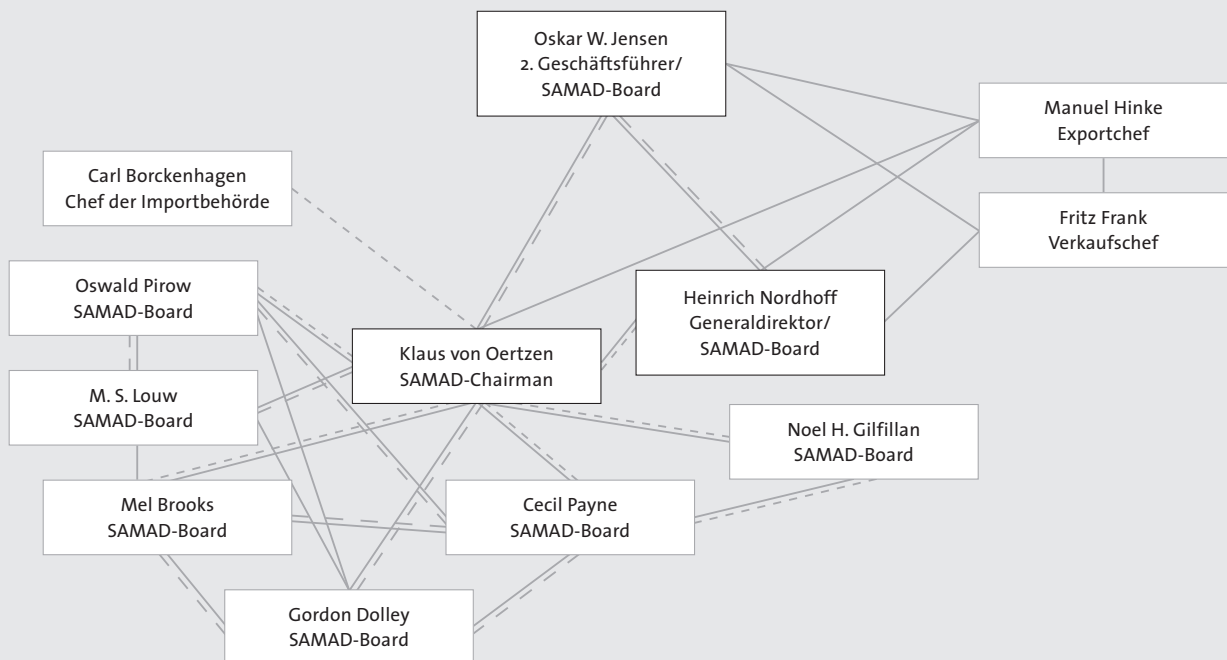 Oskar W. Jensen
2. Geschäftsführer/
SAMAD-Board
Manuel Hinke
Exportchef
Carl Borckenhagen
Chef der Importbehörde
Fritz Frank
Verkaufschef
Oswald Pirow
SAMAD-Board
Heinrich Nordhoff
Generaldirektor/
SAMAD-Board
Klaus von Oertzen
SAMAD-Chairman
M. S. Louw
SAMAD-Board
Noel H. Gilfillan
SAMAD-Board
Mel Brooks
SAMAD-Board
Cecil Payne
SAMAD-Board
Gordon Dolley
SAMAD-Board